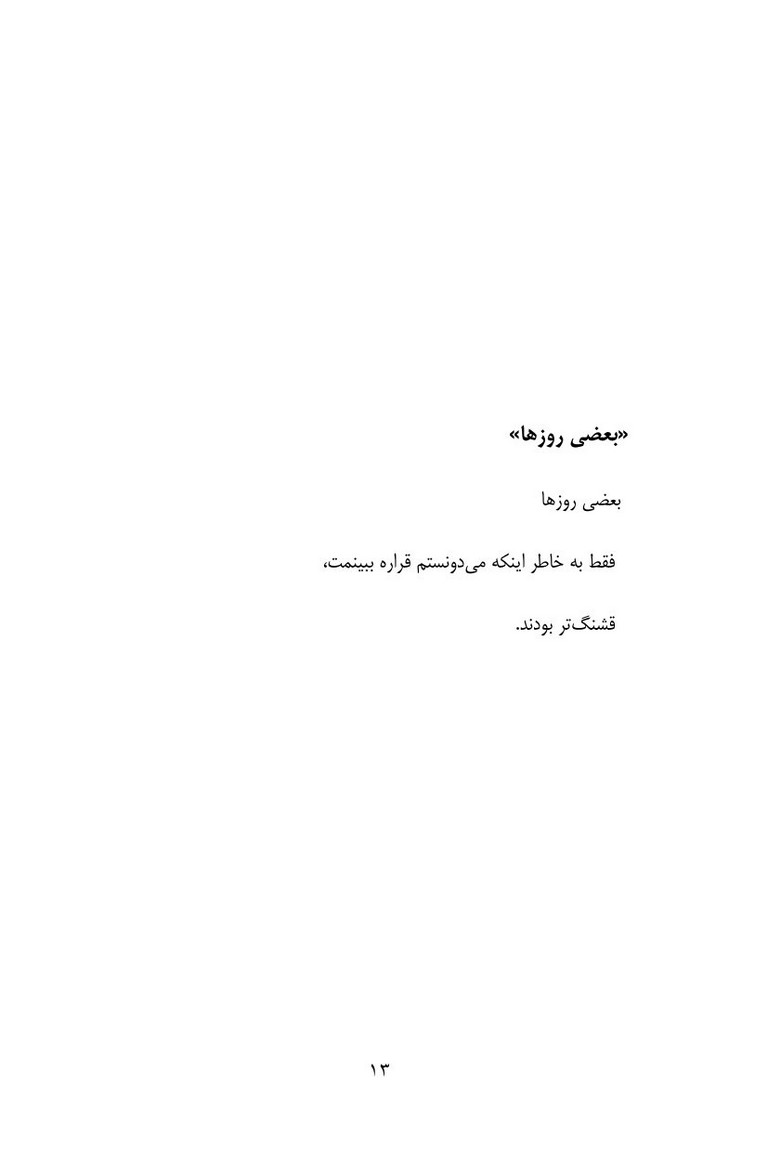 «بعضی روزها»
بعضی روزها
فقط به خاطر اینکه می‌دونستم قراره ببینمت،
قشنگ‌تر بودند.
۱۳